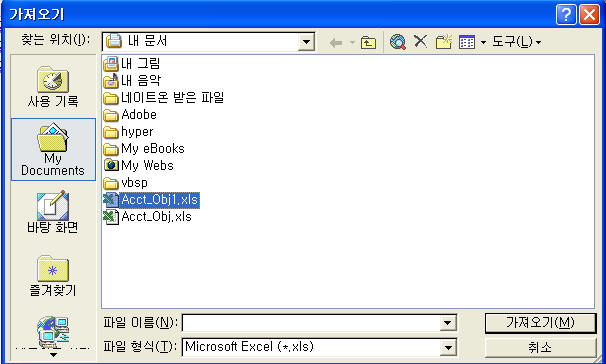 가져오기
찾는 위치(I):
내 문서
도구(L)
사용 기록
My
Documents
바탕 화면
즐겨찾기
내 그림
내 음악
네이트온 받은 파일
Adobe
hyper
My eBooks
My Webs
vbsp
Acct_Obj1.xls
Acct_Obj.xls
파일 이름(N):
가져오기(M)
파일 형식(T):
Microsoft Excel (*.xls)
취소